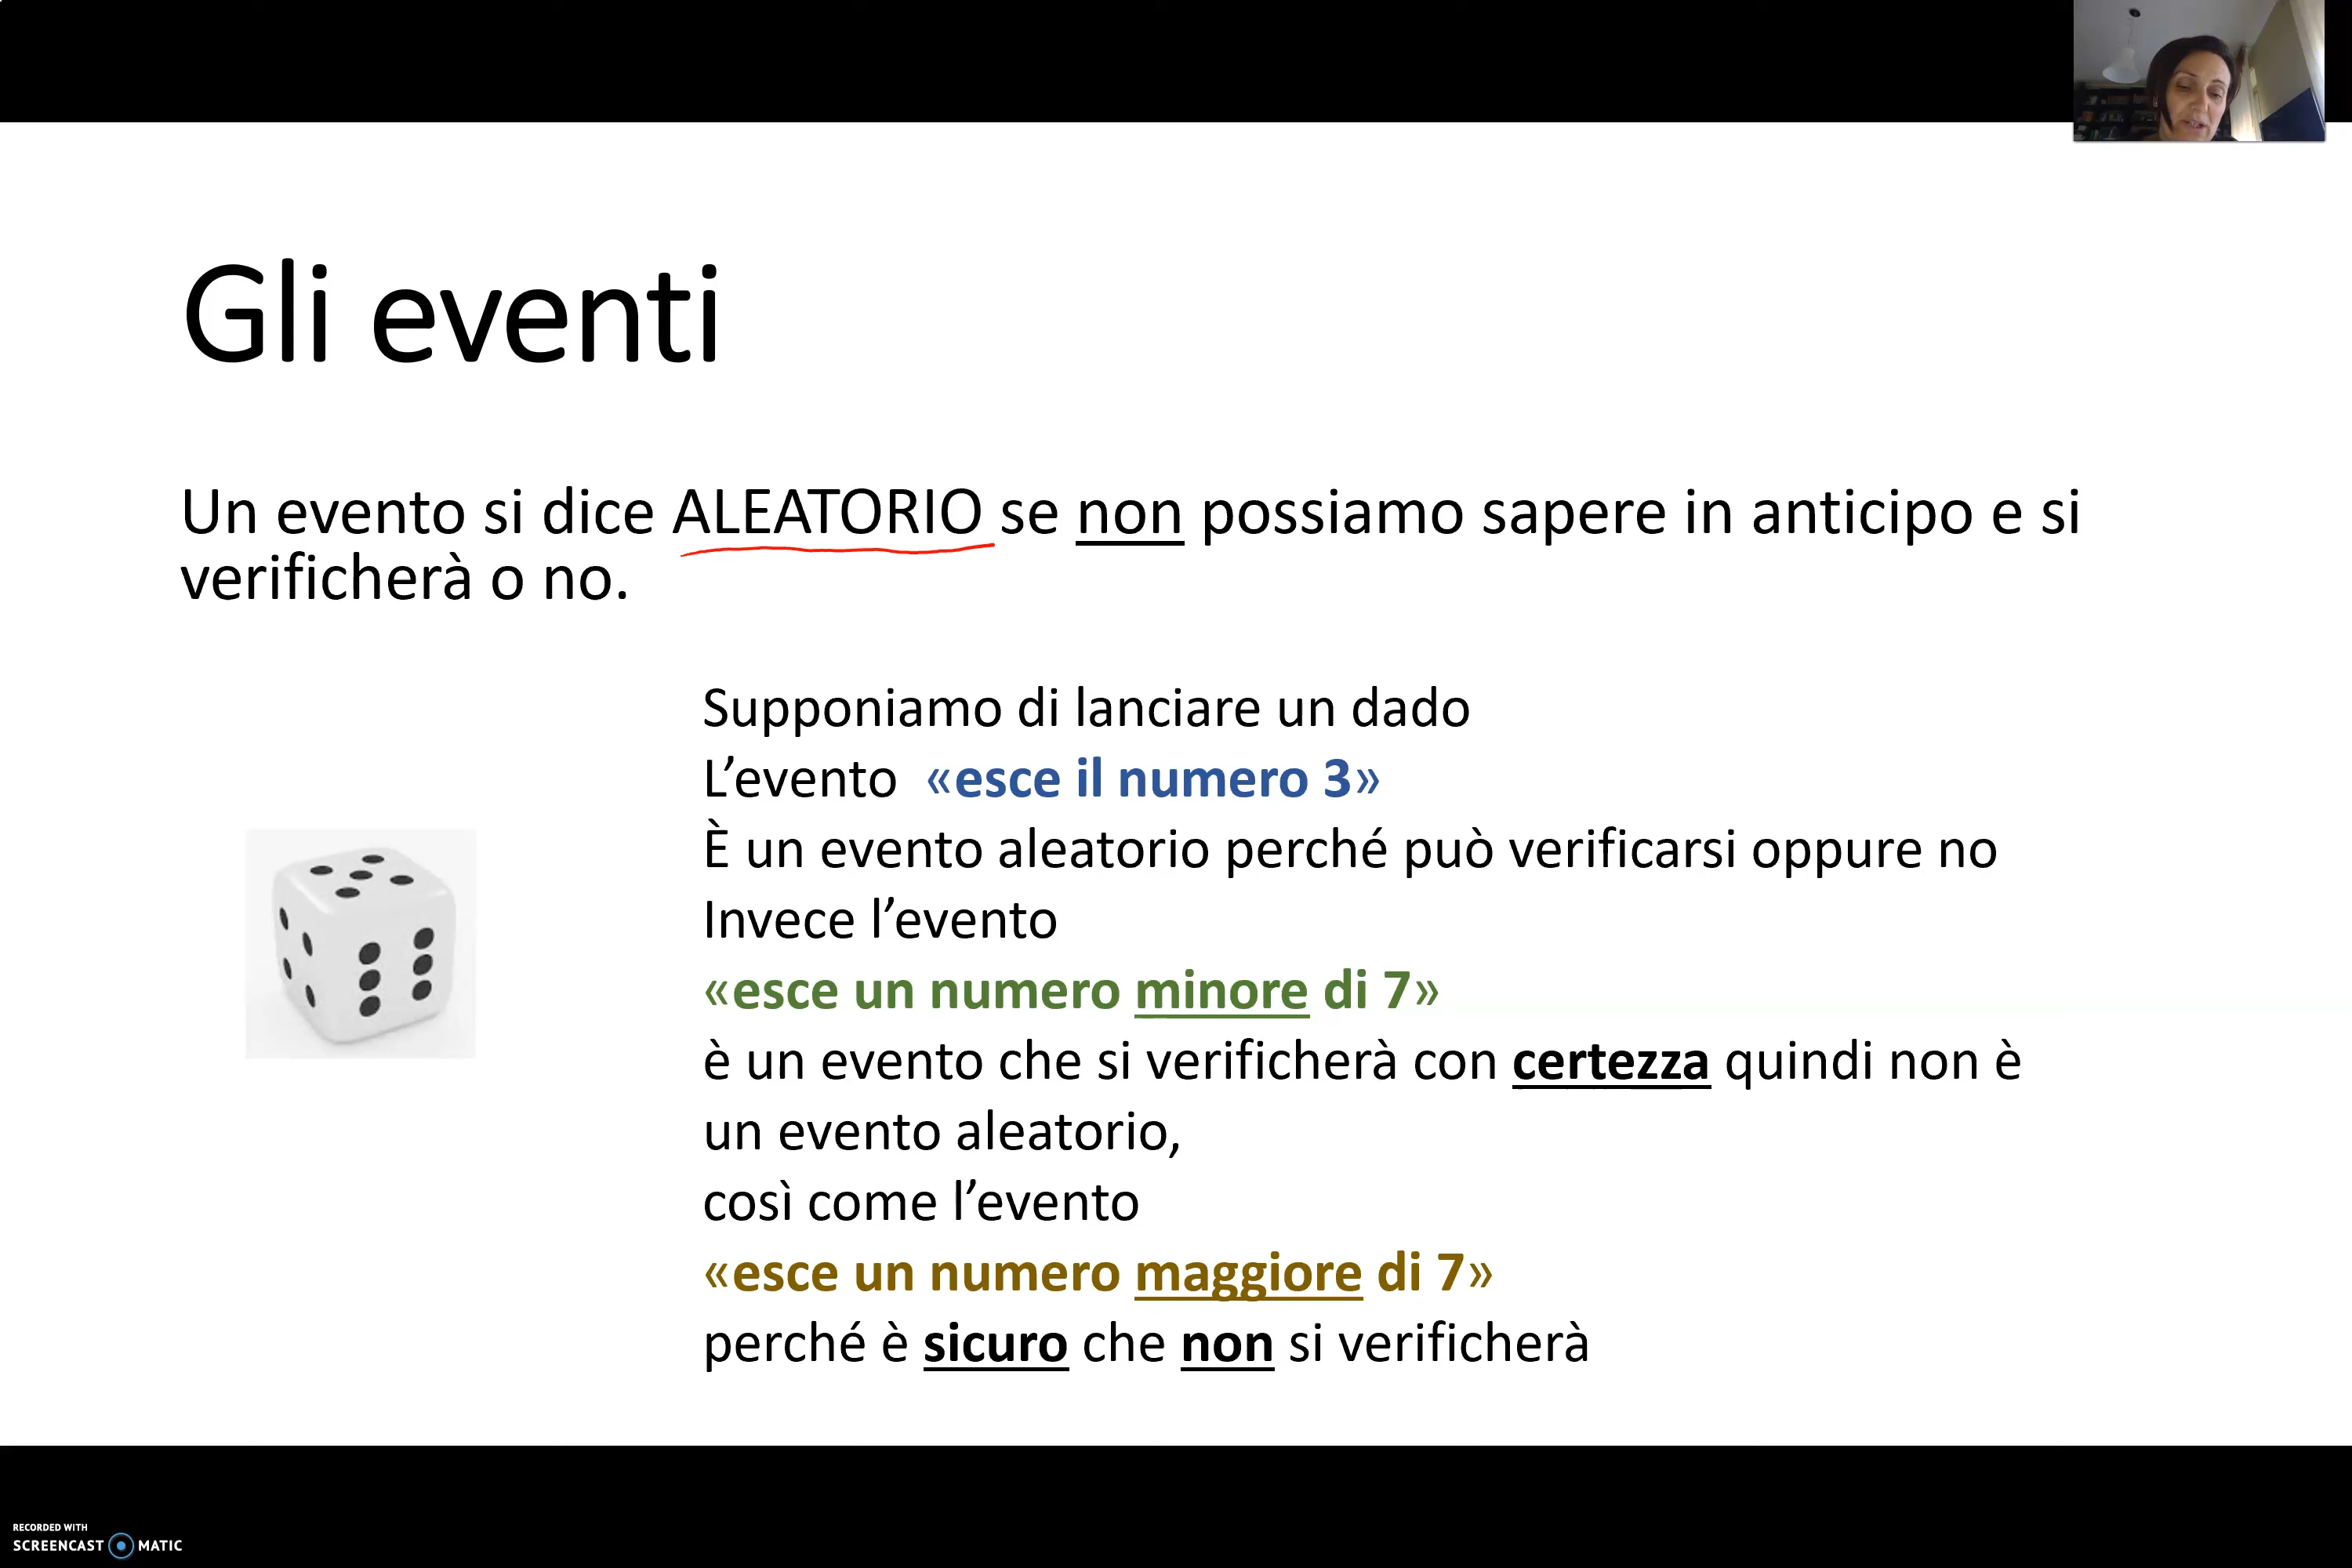 Gli eventi
Un evento si dice ALEATORIO se non possiamo sapere in anticipo e si
verificherà o no.
Supponiamo di lanciare un dado
L’evento «esce il numero 3»
È un evento aleatorio perché può verificarsi oppure no
Invece l’evento
«esce un numero minore di 7»
è un evento che si verificherà con certezza quindi non è
un evento aleatorio,
così come l’evento
«esce un numero maggiore di 7»
perché è sicuro che non si verificherà
RECORDED WITH
SCREENCAST MATIC